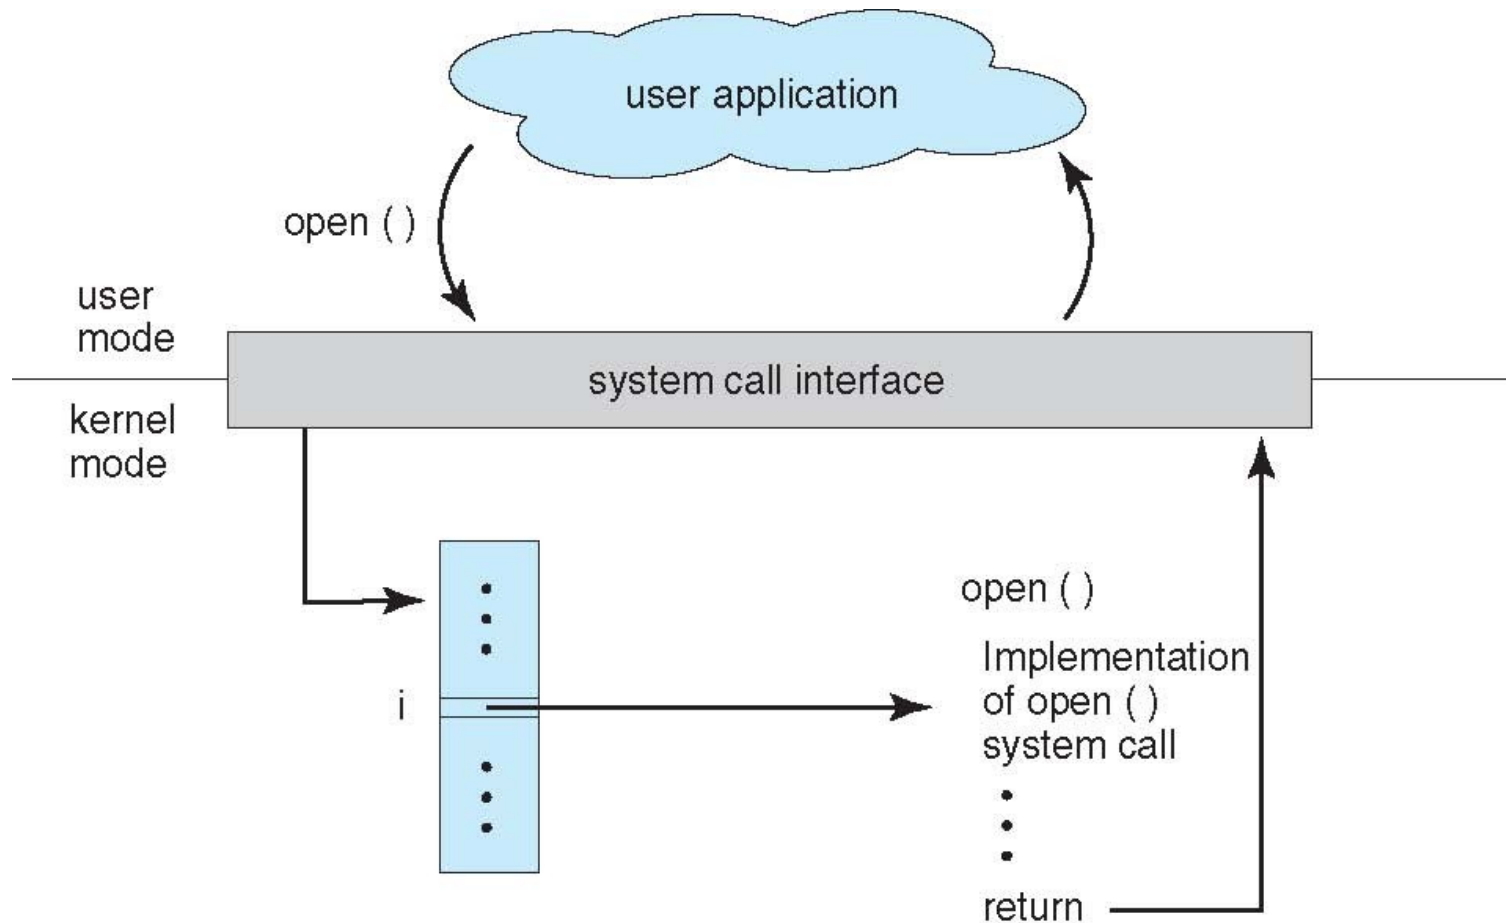 user application
open ( )
user
mode
system call interface
kernel
mode
open ( )
Implementation
of open ( )
system call
i
return